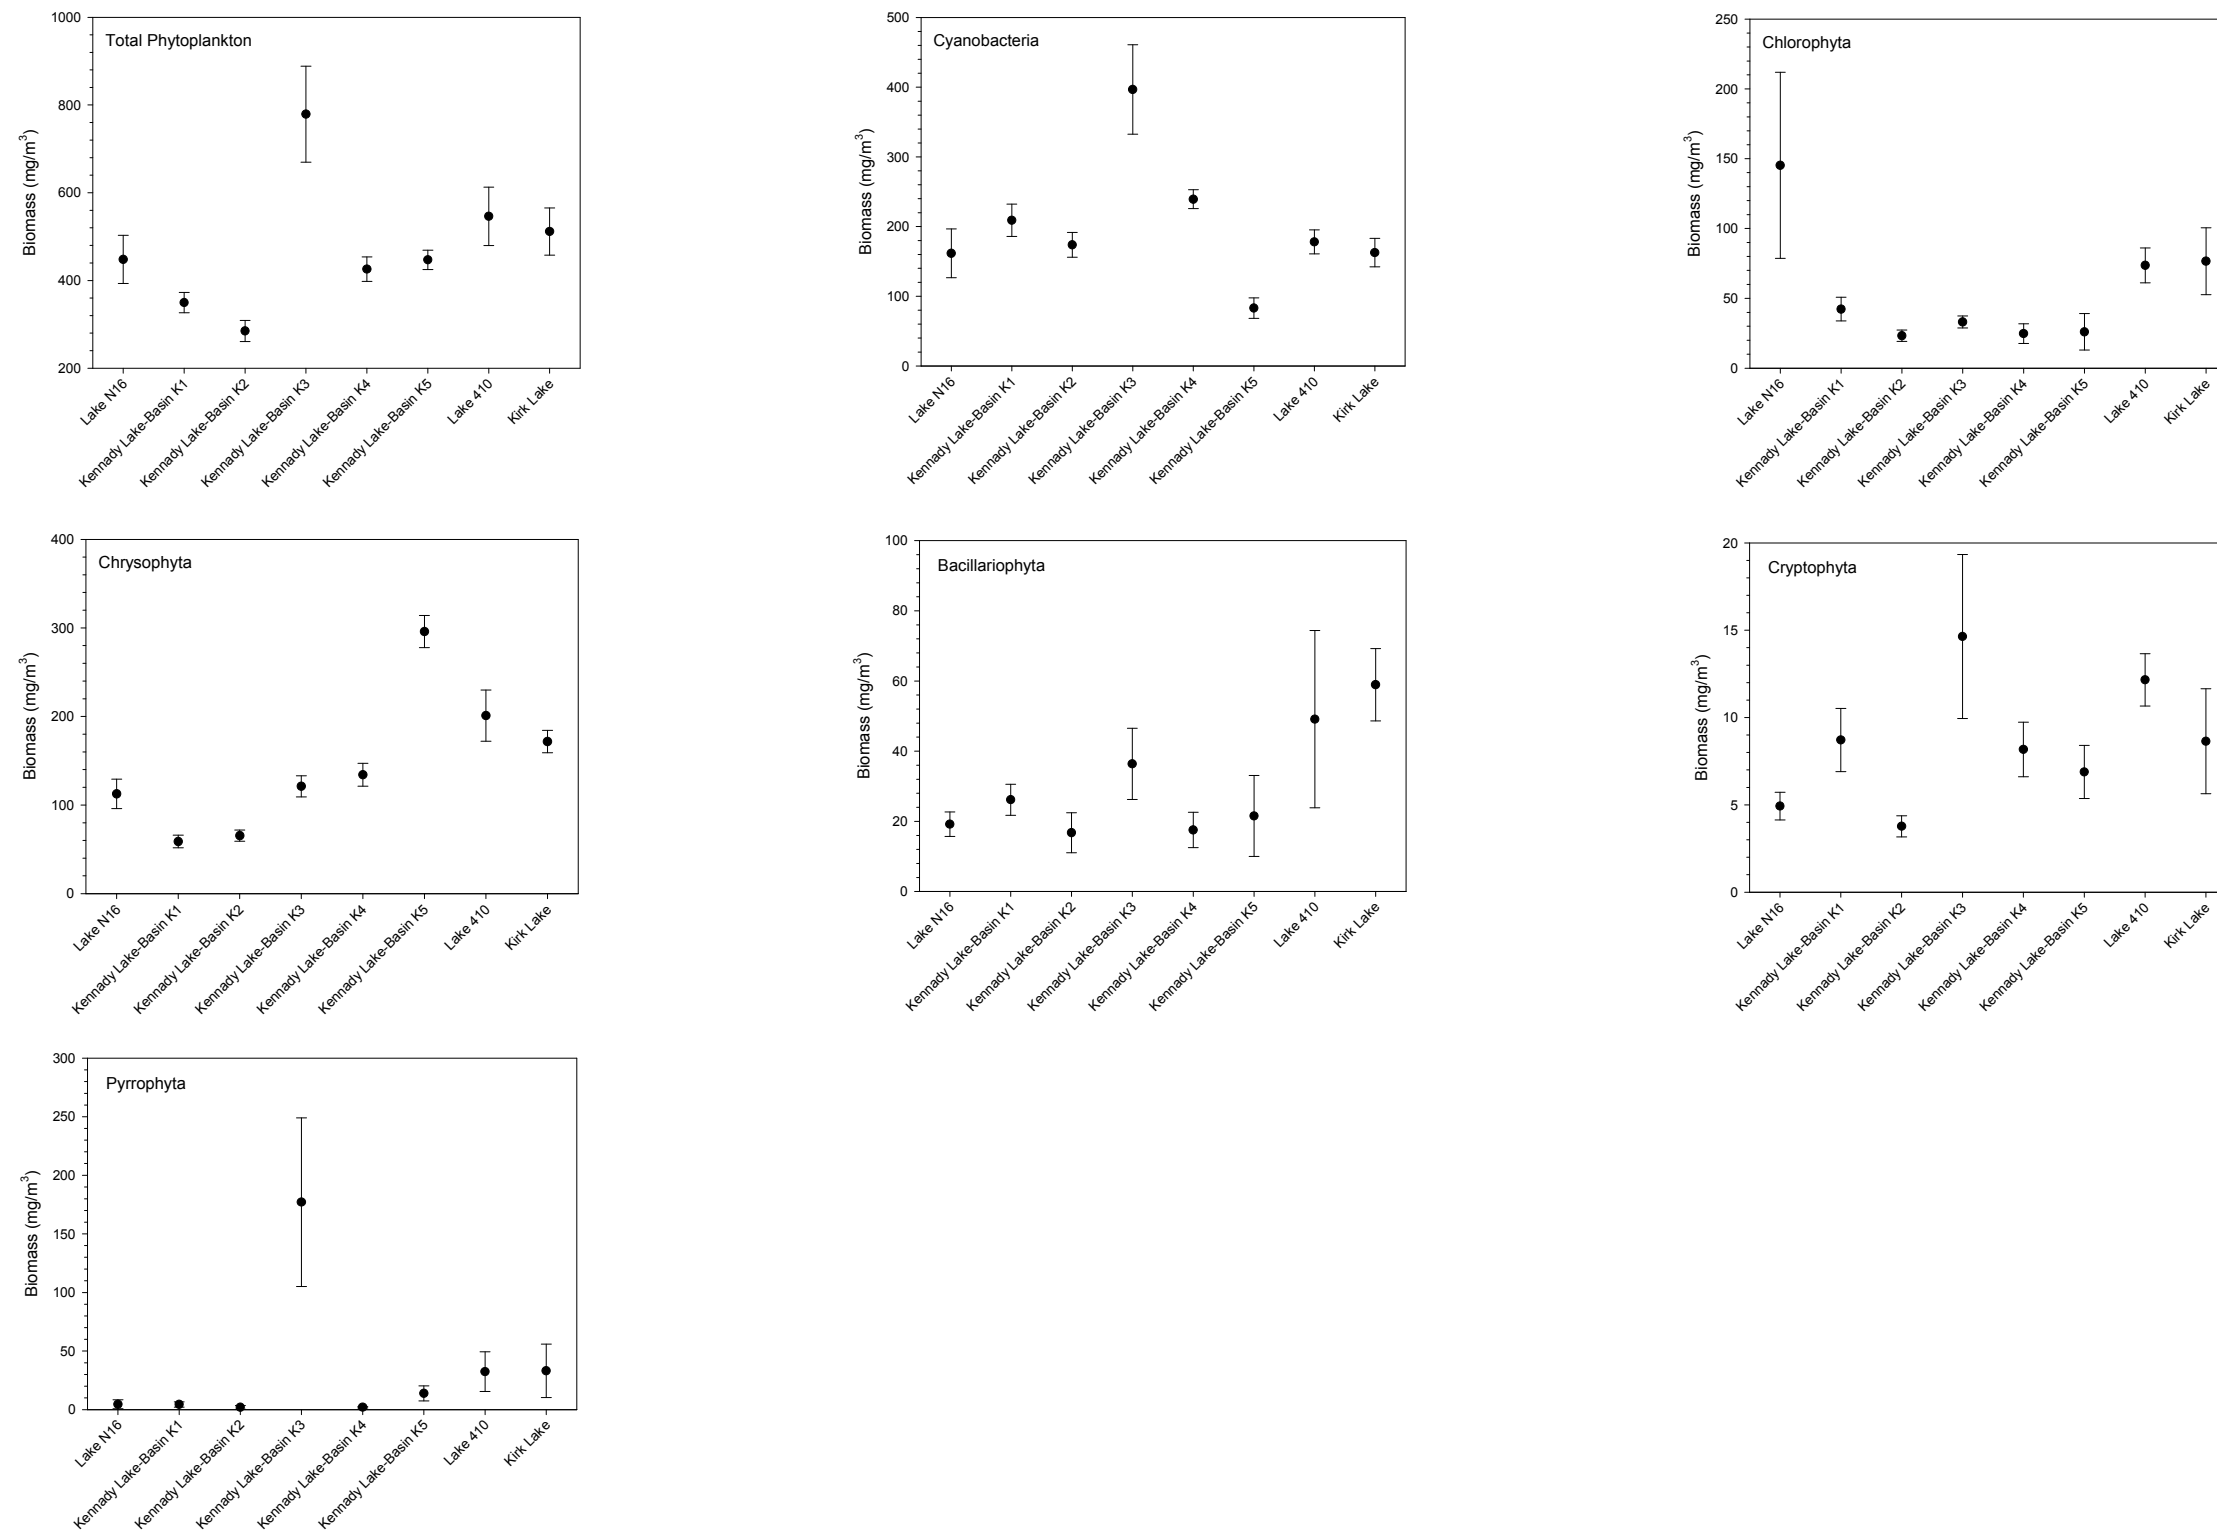 Total Phytoplankton
Biomass (mg/m³)
1000
800
600
400
200
Lake N16
Kennady Lake-Basin K1
Kennady Lake-Basin K2
Kennady Lake-Basin K3
Kennady Lake-Basin K4
Kennady Lake-Basin K5
Lake 410
Kirk Lake
Cyanobacteria
Biomass (mg/m³)
500
400
300
200
100
0
Lake N16
Kennady Lake-Basin K1
Kennady Lake-Basin K2
Kennady Lake-Basin K3
Kennady Lake-Basin K4
Kennady Lake-Basin K5
Lake 410
Kirk Lake
Chlorophyta
Biomass (mg/m³)
250
200
150
100
50
0
Lake N16
Kennady Lake-Basin K1
Kennady Lake-Basin K2
Kennady Lake-Basin K3
Kennady Lake-Basin K4
Kennady Lake-Basin K5
Lake 410
Kirk Lake
Chrysophyta
Biomass (mg/m³)
400
300
200
100
0
Lake N16
Kennady Lake-Basin K1
Kennady Lake-Basin K2
Kennady Lake-Basin K3
Kennady Lake-Basin K4
Kennady Lake-Basin K5
Lake 410
Kirk Lake
Bacillariophyta
Biomass (mg/m³)
100
80
60
40
20
0
Lake N16
Kennady Lake-Basin K1
Kennady Lake-Basin K2
Kennady Lake-Basin K3
Kennady Lake-Basin K4
Kennady Lake-Basin K5
Lake 410
Kirk Lake
Cryptophyta
Biomass (mg/m³)
20
15
10
5
0
Lake N16
Kennady Lake-Basin K1
Kennady Lake-Basin K2
Kennady Lake-Basin K3
Kennady Lake-Basin K4
Kennady Lake-Basin K5
Lake 410
Kirk Lake
Pyrrophyta
Biomass (mg/m³)
300
250
200
150
100
50
0
Lake N16
Kennady Lake-Basin K1
Kennady Lake-Basin K2
Kennady Lake-Basin K3
Kennady Lake-Basin K4
Kennady Lake-Basin K5
Lake 410
Kirk Lake